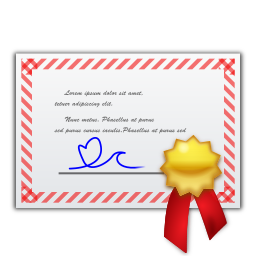 Lorem ipsum dolor sit amet,
tetuer adipiscing elit.
Nunc metus. Phasellus at purus
sed purus cursus iaculis.Phasellus at purus sed